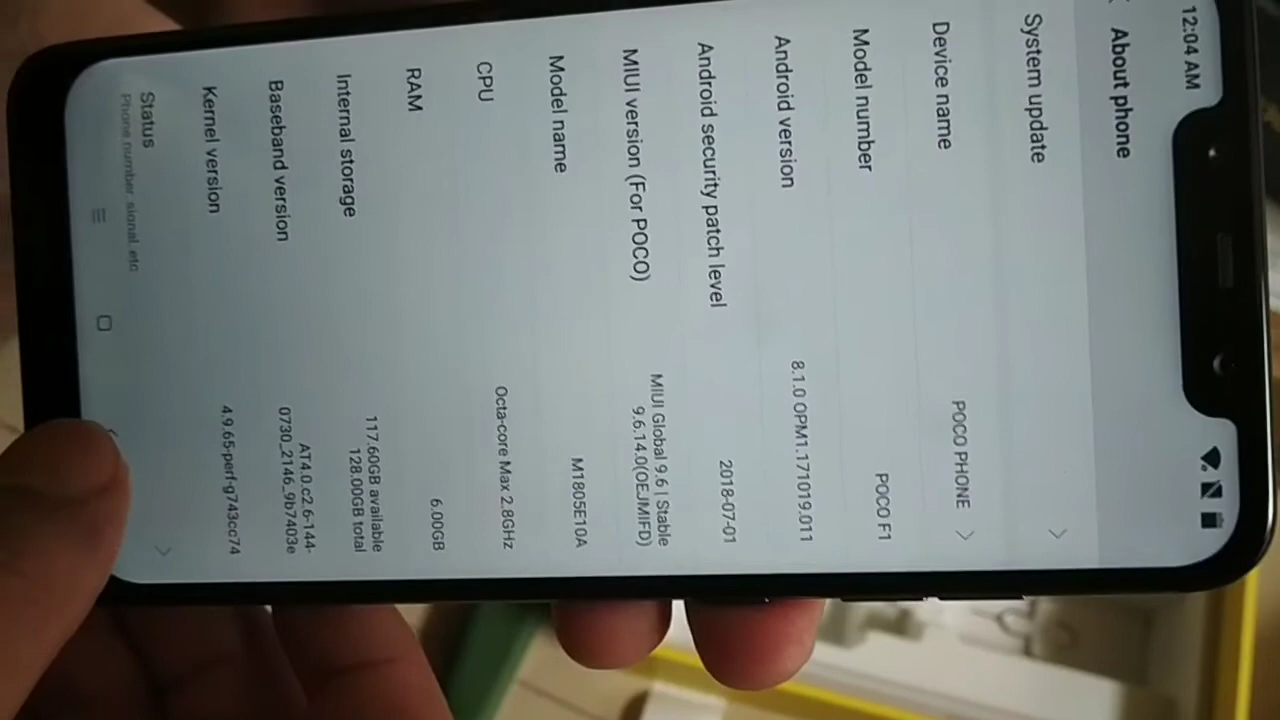 12:04 AM
About phone
System update
Device name
POCO PHONE
Model number
POCO F1
Android version
8.1.0 OPM1.171019.011
Android security patch level
2018-07-01
MIUI version (For POCO)
MIUI Global 9.6 | Stable
9.6.14.0(OEJMIFD)
Model name
M1805E10A
CPU
Octa-core Max 2.8GHz
RAM
6.00GB
Internal storage
117.60GB available
128.00GB total
Baseband version
AT4.0.c2.6-144-
0730_2146_9b7403e
Kernel version
4.9.65-perf-g743cc74
Status
Phone number, signal, etc